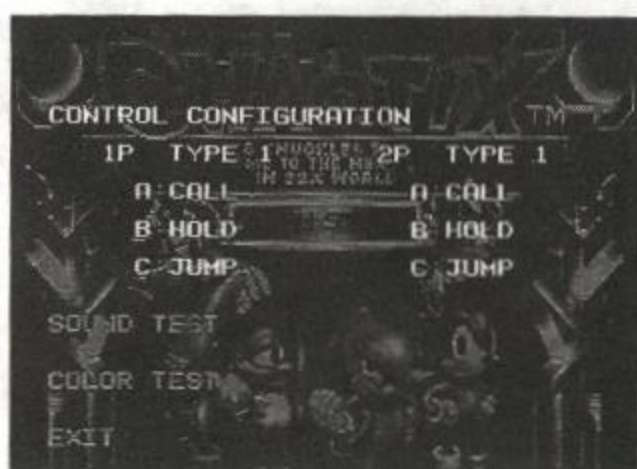 CONTROL CONFIGURATION TM
1P TYPE 1 2P TYPE 1
A CALL A CALL
B HOLD B HOLD
C JUMP C JUMP
SOUND TEST
COLOR TEST
EXIT